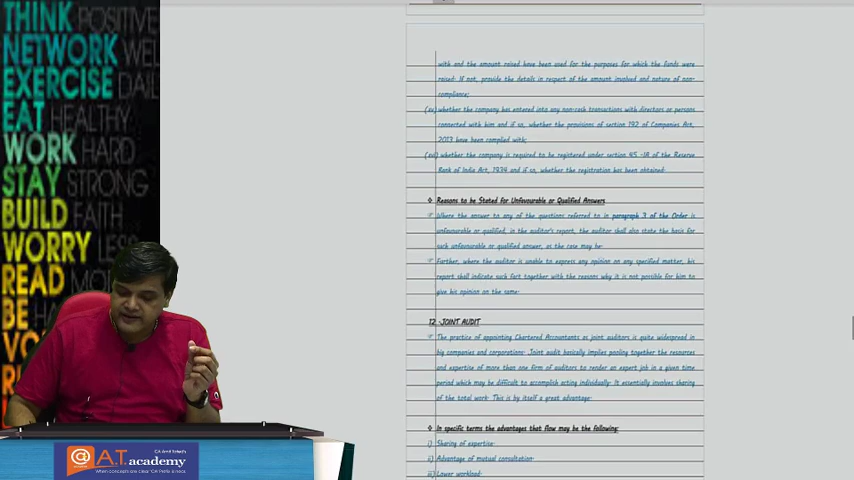 THINK POSITIVE
NETWORK WELL
EXERCISE DAILY
EAT HEALTHY
WORK HARD
STAY STRONG
BUILD FAITH
WORRY LESS
READ MO
BE HA
VO
R
@ A.T. academy
CA Amit Talesh
When concepts are clear CA Pkhlu is near
with and the amount raised have been used for the purposes for which the funds were
raised. If not, provide the details in respect of the amount involved and nature of non-
compliance;
(xv) whether the company has entered into any non-cash transactions with directors or persons
connected with him and if so, whether the provisions of section 192 of Companies Act,
2013 have been complied with;
(xvi) whether the company is required to be registered under section 45 -IA of the Reserve
Bank of India Act, 1934 and if so, whether the registration has been obtained.
❖ Reasons to be Stated for Unfavourable or Qualified Answers
☞ Where the answer to any of the questions referred to in paragraph 3 of the Order is
unfavourable or qualified, in the auditor's report, the auditor shall also state the basis for
such unfavourable or qualified answer, as the case may be.
☞ Further, where the auditor is unable to express any opinion on any specified matter, his
report shall indicate such fact together with the reasons why it is not possible for him to
give his opinion on the same.
12 -JOINT AUDIT
☞ The practice of appointing Chartered Accountants as joint auditors is quite widespread in
big companies and corporations. Joint audit basically implies pooling together the resources
and expertise of more than one firm of auditors to render an expert job in a given time
period which may be difficult to accomplish acting individually. It essentially involves sharing
of the total work. This is by itself a great advantage.
❖ In specific terms the advantages that flow may be the following:
i) Sharing of expertise.
ii) Advantage of mutual consultation.
iii) Lower workload.